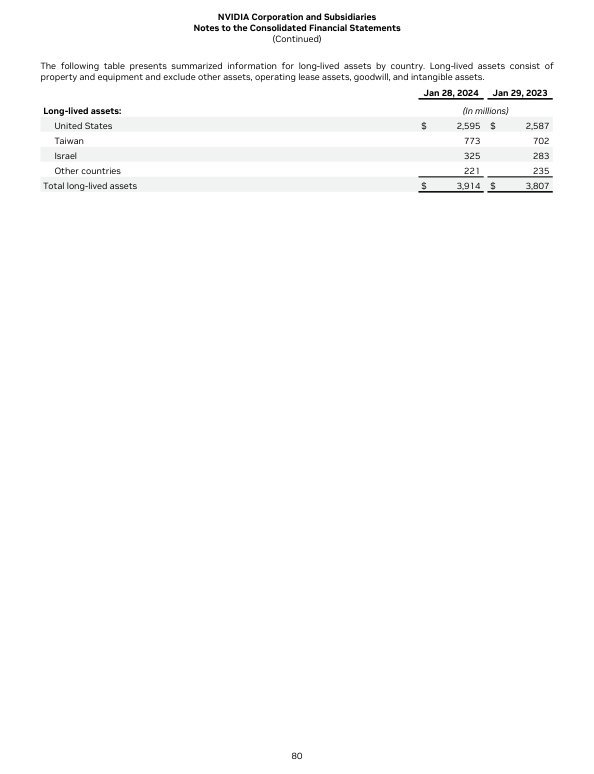 NVIDIA Corporation and Subsidiaries
Notes to the Consolidated Financial Statements
(Continued)
The following table presents summarized information for long-lived assets by country. Long-lived assets consist of
property and equipment and exclude other assets, operating lease assets, goodwill, and intangible assets.
Jan 28, 2024 Jan 29, 2023
Long-lived assets: (In millions)
United States $ 2,595 $ 2,587
Taiwan 773 702
Israel 325 283
Other countries 221 235
Total long-lived assets $ 3,914 $ 3,807
80